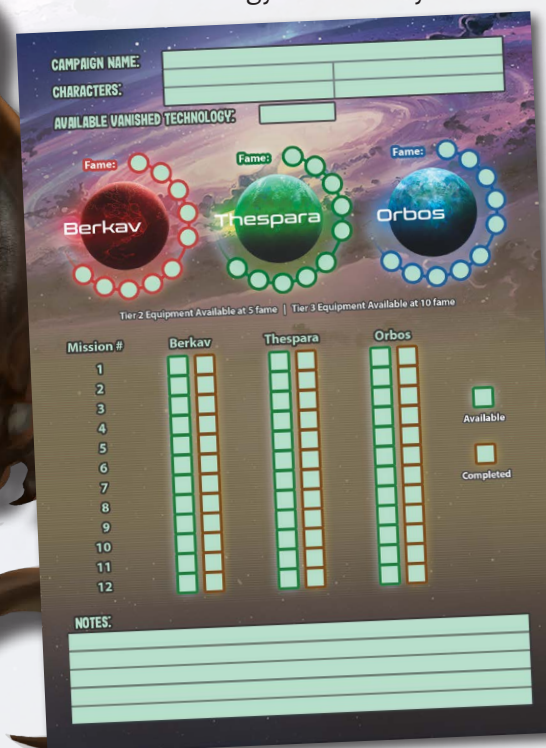 CAMPAIGN NAME:
CHARACTERS:
AVAILABLE VANISHED TECHNOLOGY:
Fame: Fame: Fame:
Berkav Thespara Orbos
Tier 2 Equipment Available at 5 fame | Tier 3 Equipment Available at 10 fame
Mission # Berkav Thespara Orbos
1
2
3
4
5
6
7
8
9
10
11
12
Available
Completed
NOTES: